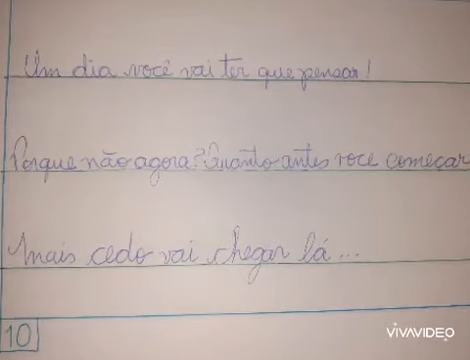 Um dia você vai ter que pensar!
Porque não agora? Quanto antes voce começar
Mais cedo vai chegar lá...
10
VIVAVIDEO